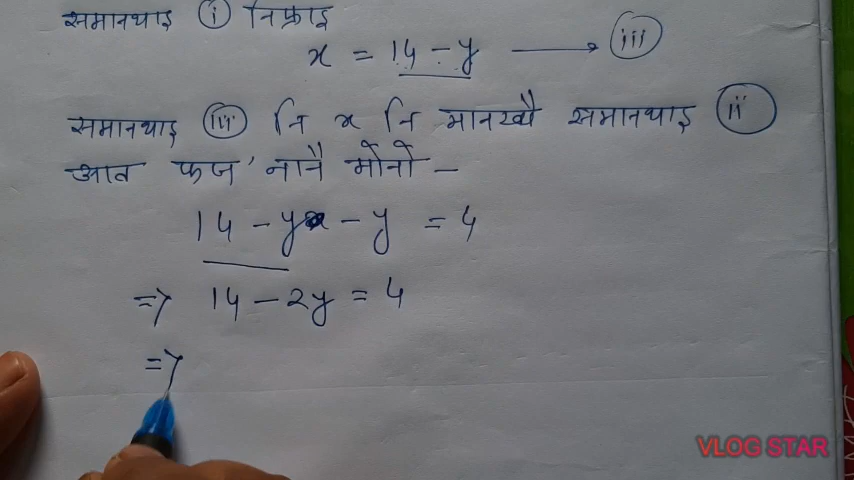 समानथाइ (i) निफ्राइ
x = 14 - y ⟶ (iii)
समानथाइ (iii) नि x नि मानखौ समानथाइ (ii)
आव फज' नानै मोनो -
14 - y - y = 4
=> 14 - 2y = 4
=>
VLOG STAR